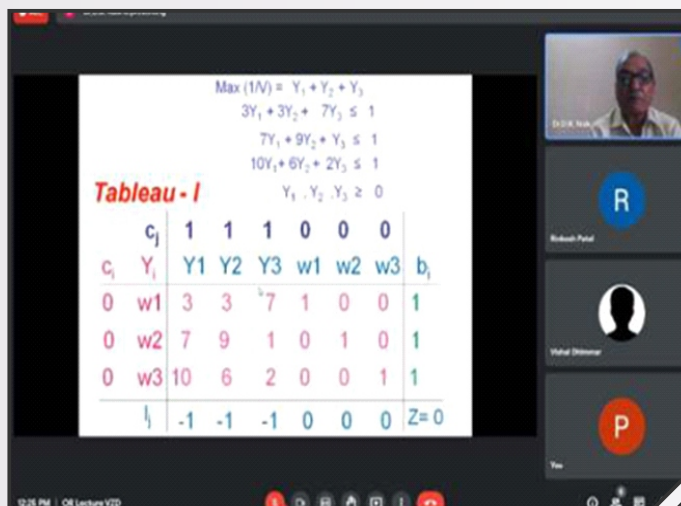 Max (1/V) = Y₁ + Y₂ + Y₃
3Y₁ + 3Y₂ + 7Y₃ ≤ 1
7Y₁ + 9Y₂ + Y₃ ≤ 1
10Y₁ + 6Y₂ + 2Y₃ ≤ 1
Tableau - I
Y₁ , Y₂ , Y₃ ≥ 0
cⱼ 1 1 1 0 0 0
cᵢ Yᵢ Y1 Y2 Y3 w1 w2 w3 bᵢ
0 w1 3 3 7 1 0 0 1
0 w2 7 9 1 0 1 0 1
0 w3 10 6 2 0 0 1 1
Iⱼ -1 -1 -1 0 0 0 Z= 0
R
Rinkesh Patel
Vishal Dhimmar
P
You
12:25 PM | OR Lecture VZD